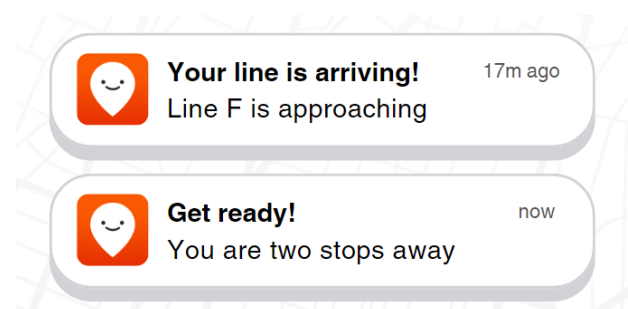 Your line is arriving!
17m ago
Line F is approaching
Get ready!
now
You are two stops away